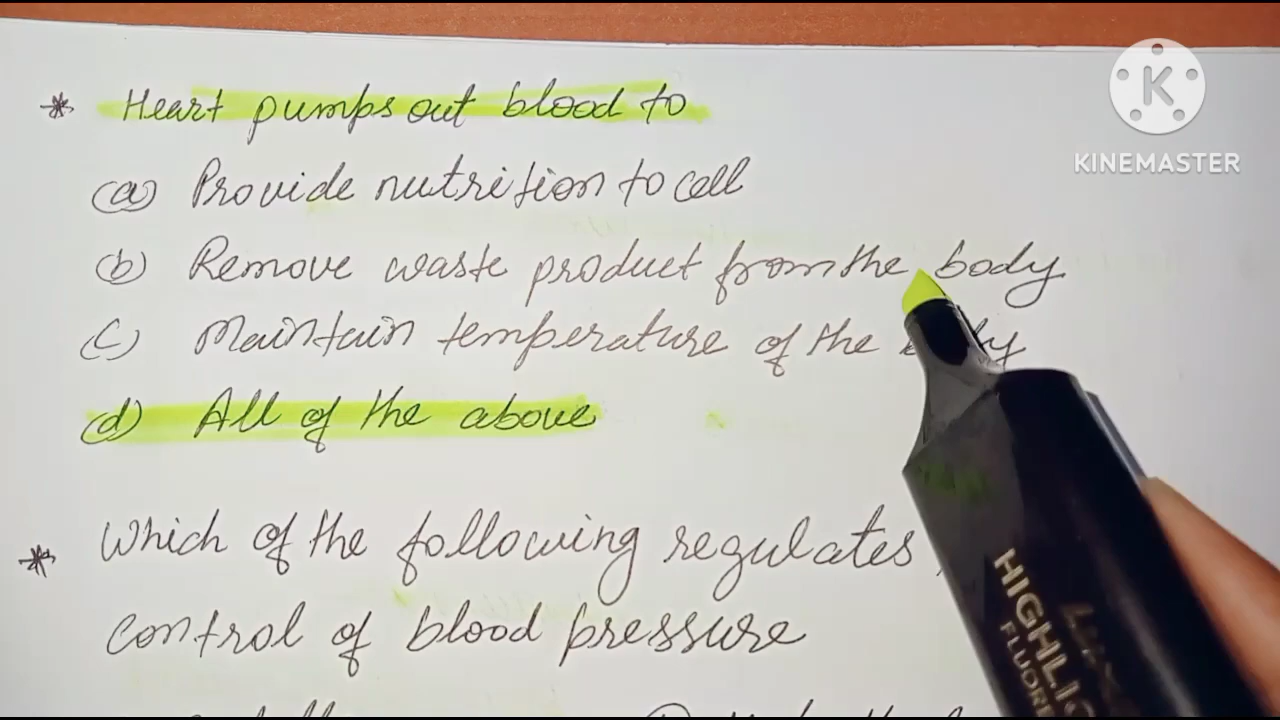 * Heart pumps out blood to
(a) Provide nutrition to cell
(b) Remove waste product from the body
(c) Maintain temperature of the
(d) All of the above
* Which of the following regulates
control of blood pressure
K
KINEMASTER
HIGHLIG
FLUORE